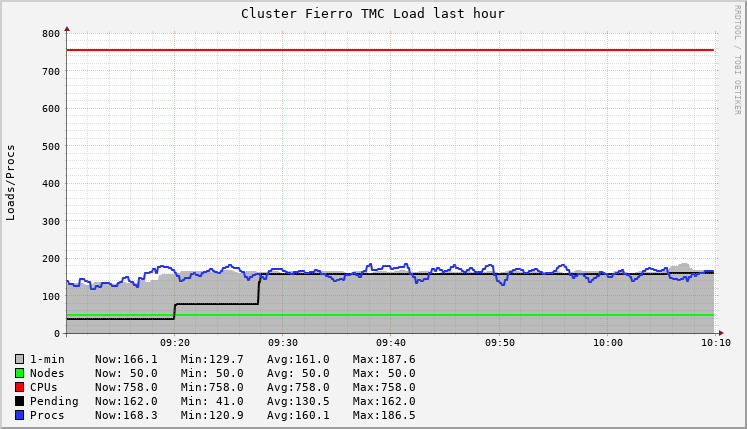 Cluster Fierro TMC Load last hour
RRDTOOL / TOBI OETIKER
Loads/Procs
800
700
600
500
400
300
200
100
0
09:20 09:30 09:40 09:50 10:00 10:10
1-min Now:166.1 Min:129.7 Avg:161.0 Max:187.6
Nodes Now: 50.0 Min: 50.0 Avg: 50.0 Max: 50.0
CPUs Now:758.0 Min:758.0 Avg:758.0 Max:758.0
Pending Now:162.0 Min: 41.0 Avg:130.5 Max:162.0
Procs Now:168.3 Min:120.9 Avg:160.1 Max:186.5